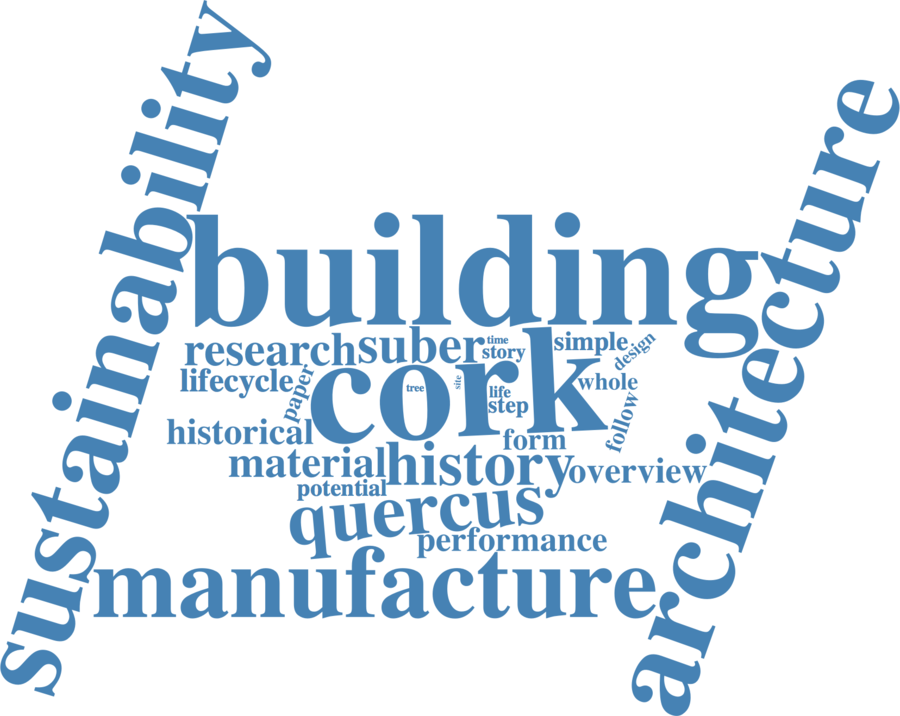 sustainability
building
architecture
research
suber
time
story
simple
design
lifecycle
paper
cork
tree
site
life
step
whole
follow
historical
form
material
history
overview
potential
quercus
performance
manufacture